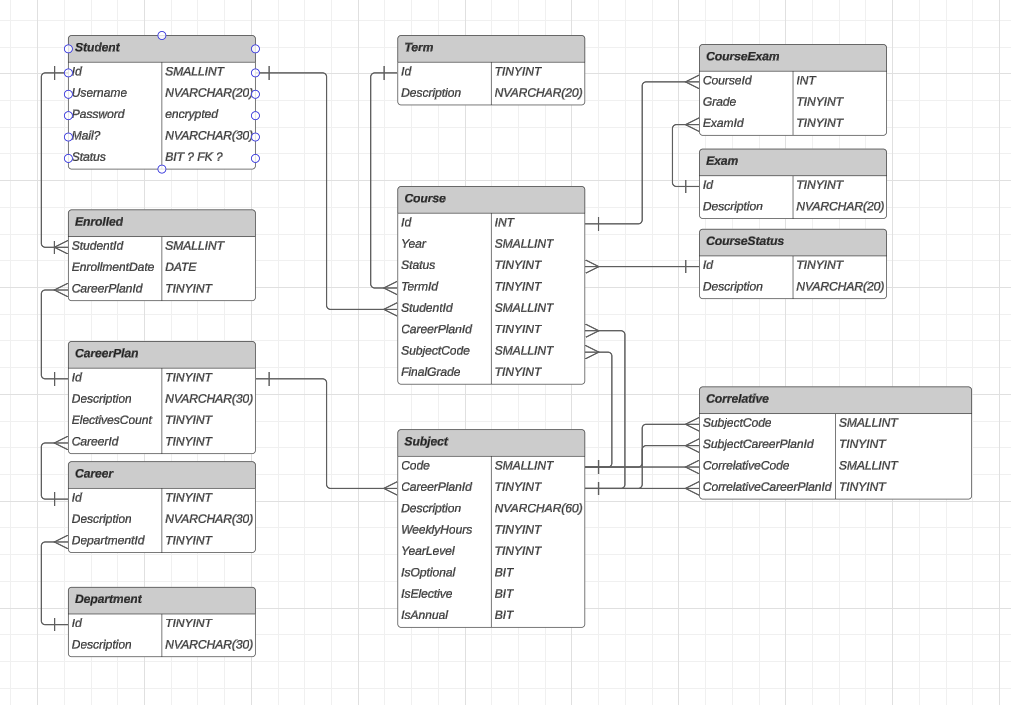 Student
Id SMALLINT
Username NVARCHAR(20)
Password encrypted
Mail? NVARCHAR(30)
Status BIT ? FK ?
Enrolled
StudentId SMALLINT
EnrollmentDate DATE
CareerPlanId TINYINT
CareerPlan
Id TINYINT
Description NVARCHAR(30)
ElectivesCount TINYINT
CareerId TINYINT
Career
Id TINYINT
Description NVARCHAR(30)
DepartmentId TINYINT
Department
Id TINYINT
Description NVARCHAR(30)
Term
Id TINYINT
Description NVARCHAR(20)
Course
Id INT
Year SMALLINT
Status TINYINT
TermId TINYINT
StudentId SMALLINT
CareerPlanId TINYINT
SubjectCode SMALLINT
FinalGrade TINYINT
Subject
Code SMALLINT
CareerPlanId TINYINT
Description NVARCHAR(60)
WeeklyHours TINYINT
YearLevel TINYINT
IsOptional BIT
IsElective BIT
IsAnnual BIT
CourseExam
CourseId INT
Grade TINYINT
ExamId TINYINT
Exam
Id TINYINT
Description NVARCHAR(20)
CourseStatus
Id TINYINT
Description NVARCHAR(20)
Correlative
SubjectCode SMALLINT
SubjectCareerPlanId TINYINT
CorrelativeCode SMALLINT
CorrelativeCareerPlanId TINYINT